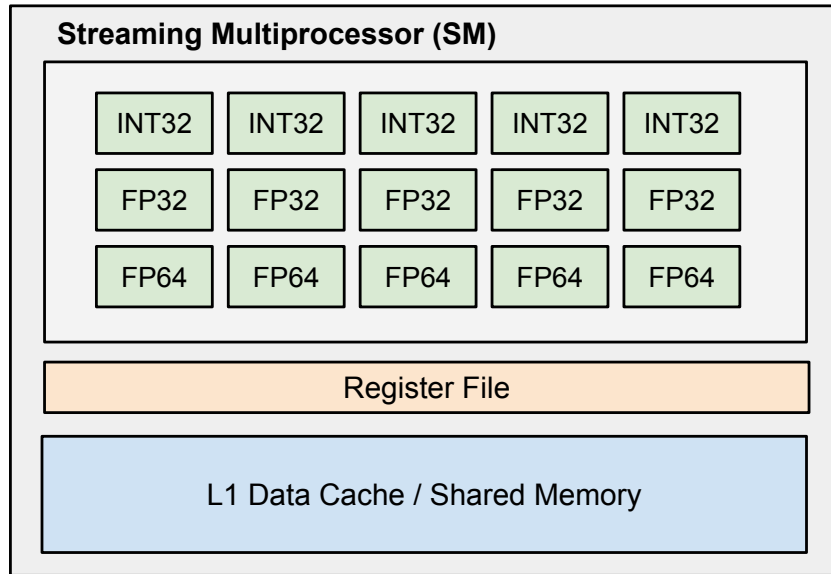 Streaming Multiprocessor (SM)
INT32 INT32 INT32 INT32 INT32
FP32 FP32 FP32 FP32 FP32
FP64 FP64 FP64 FP64 FP64
Register File
L1 Data Cache / Shared Memory